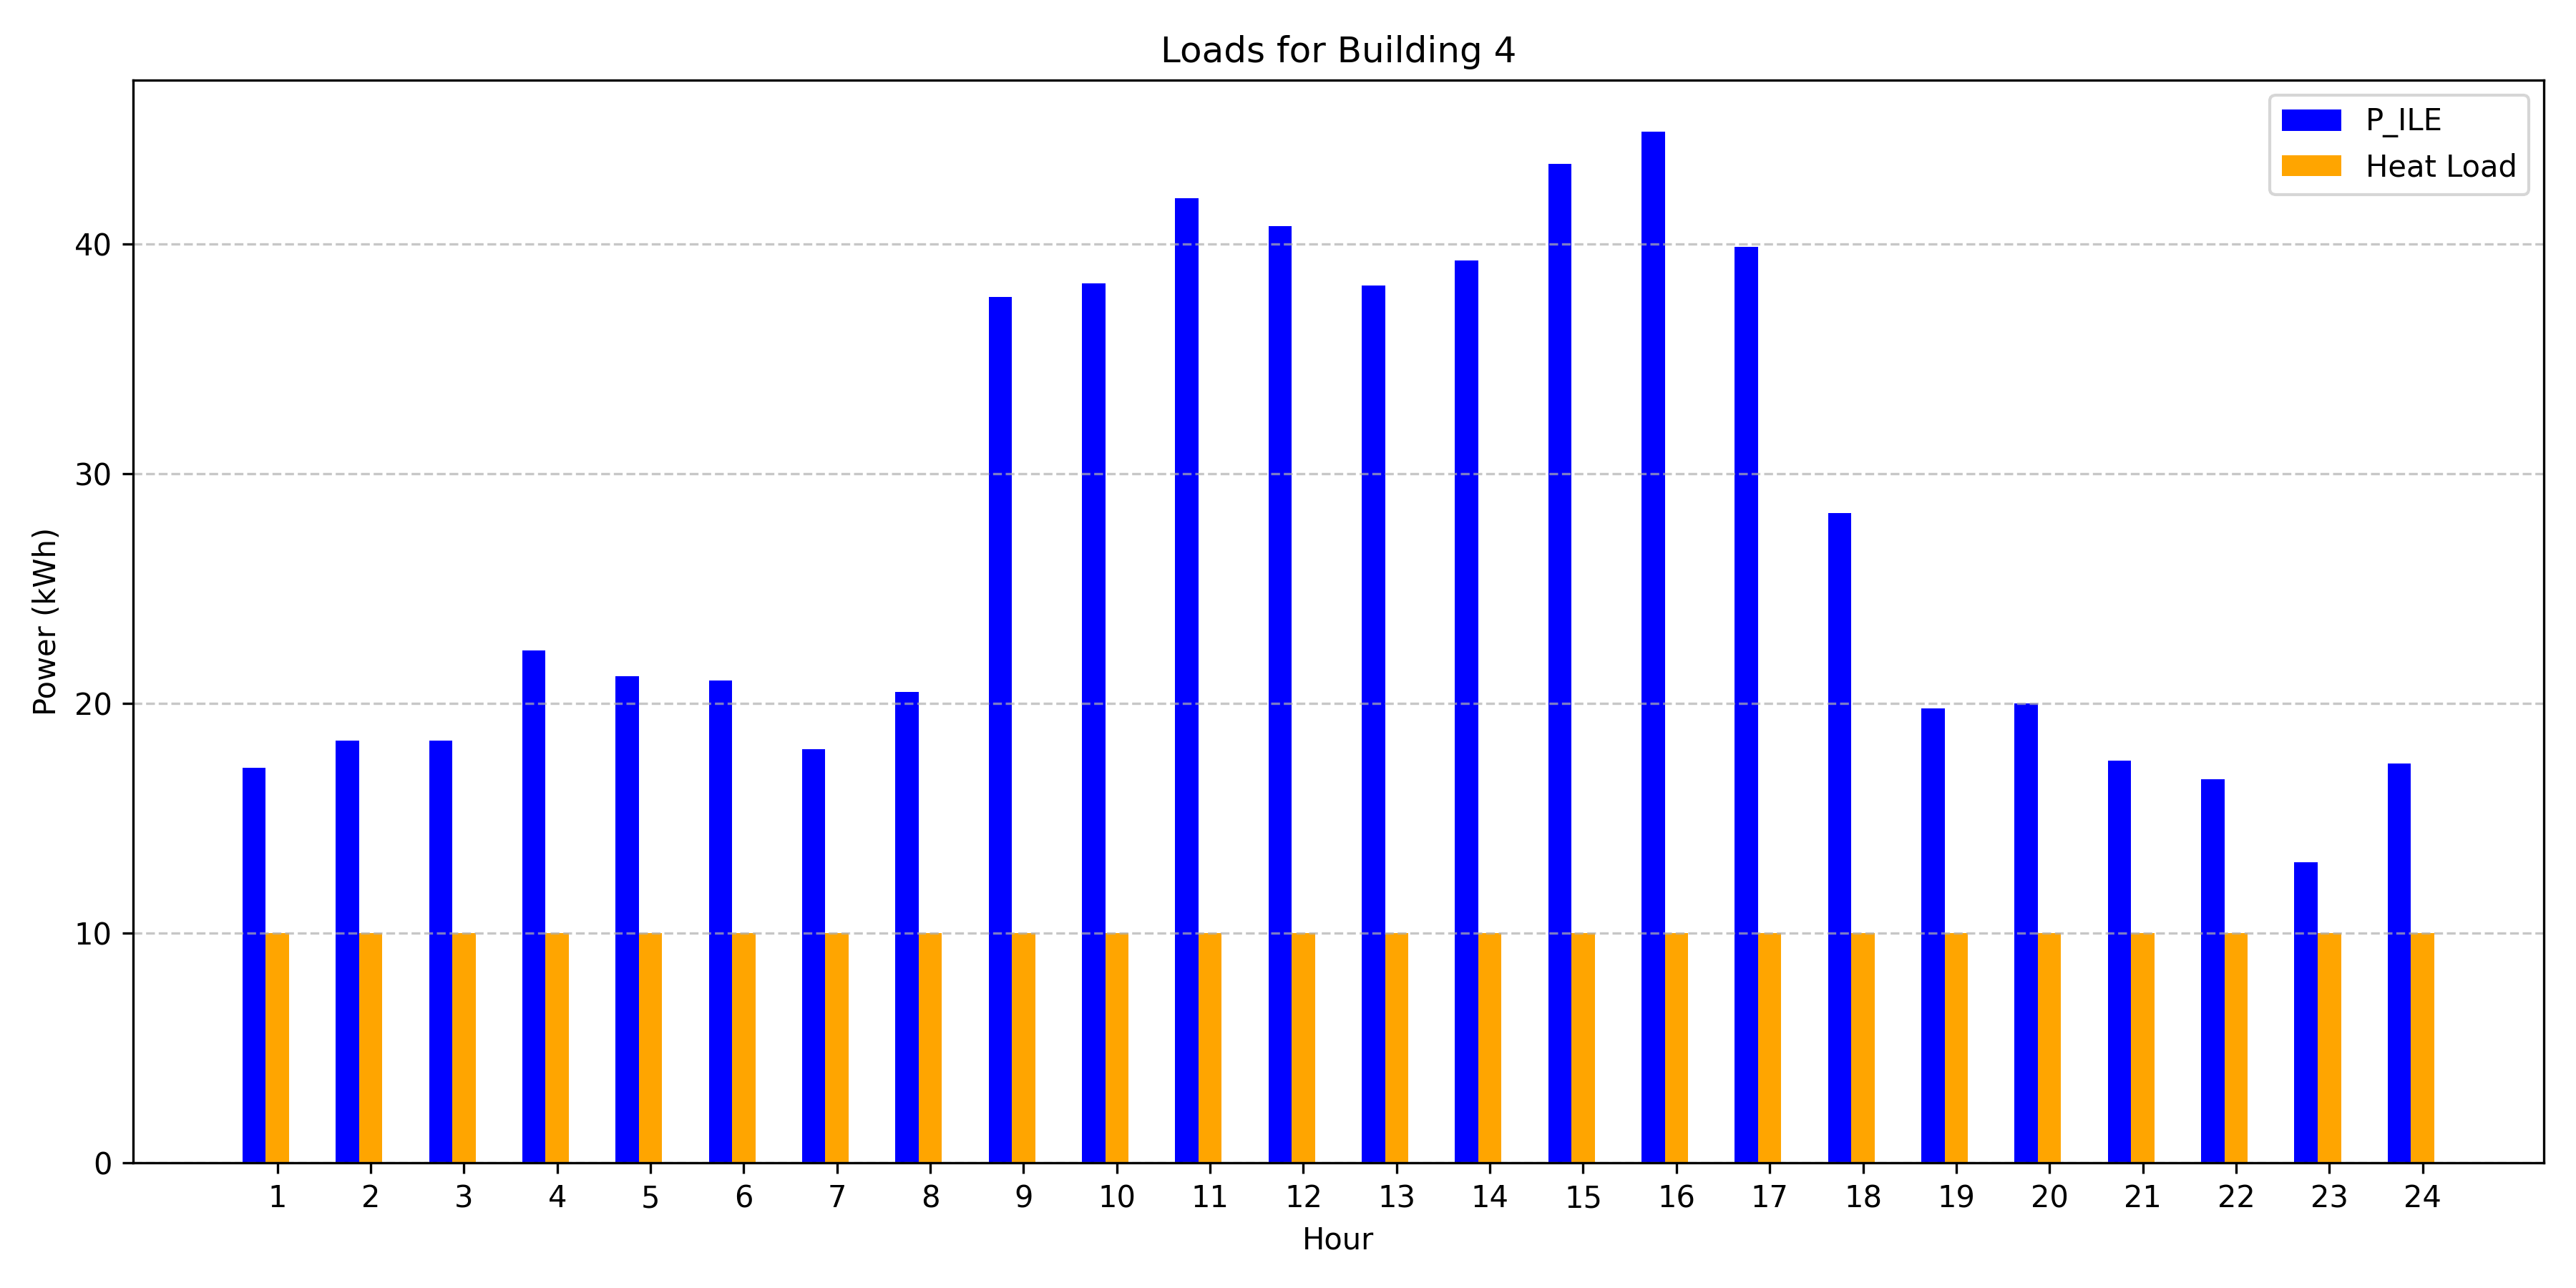 Loads for Building 4
P_ILE
Heat Load
Power (kWh)
40
30
20
10
0
1 2 3 4 5 6 7 8 9 10 11 12 13 14 15 16 17 18 19 20 21 22 23 24
Hour